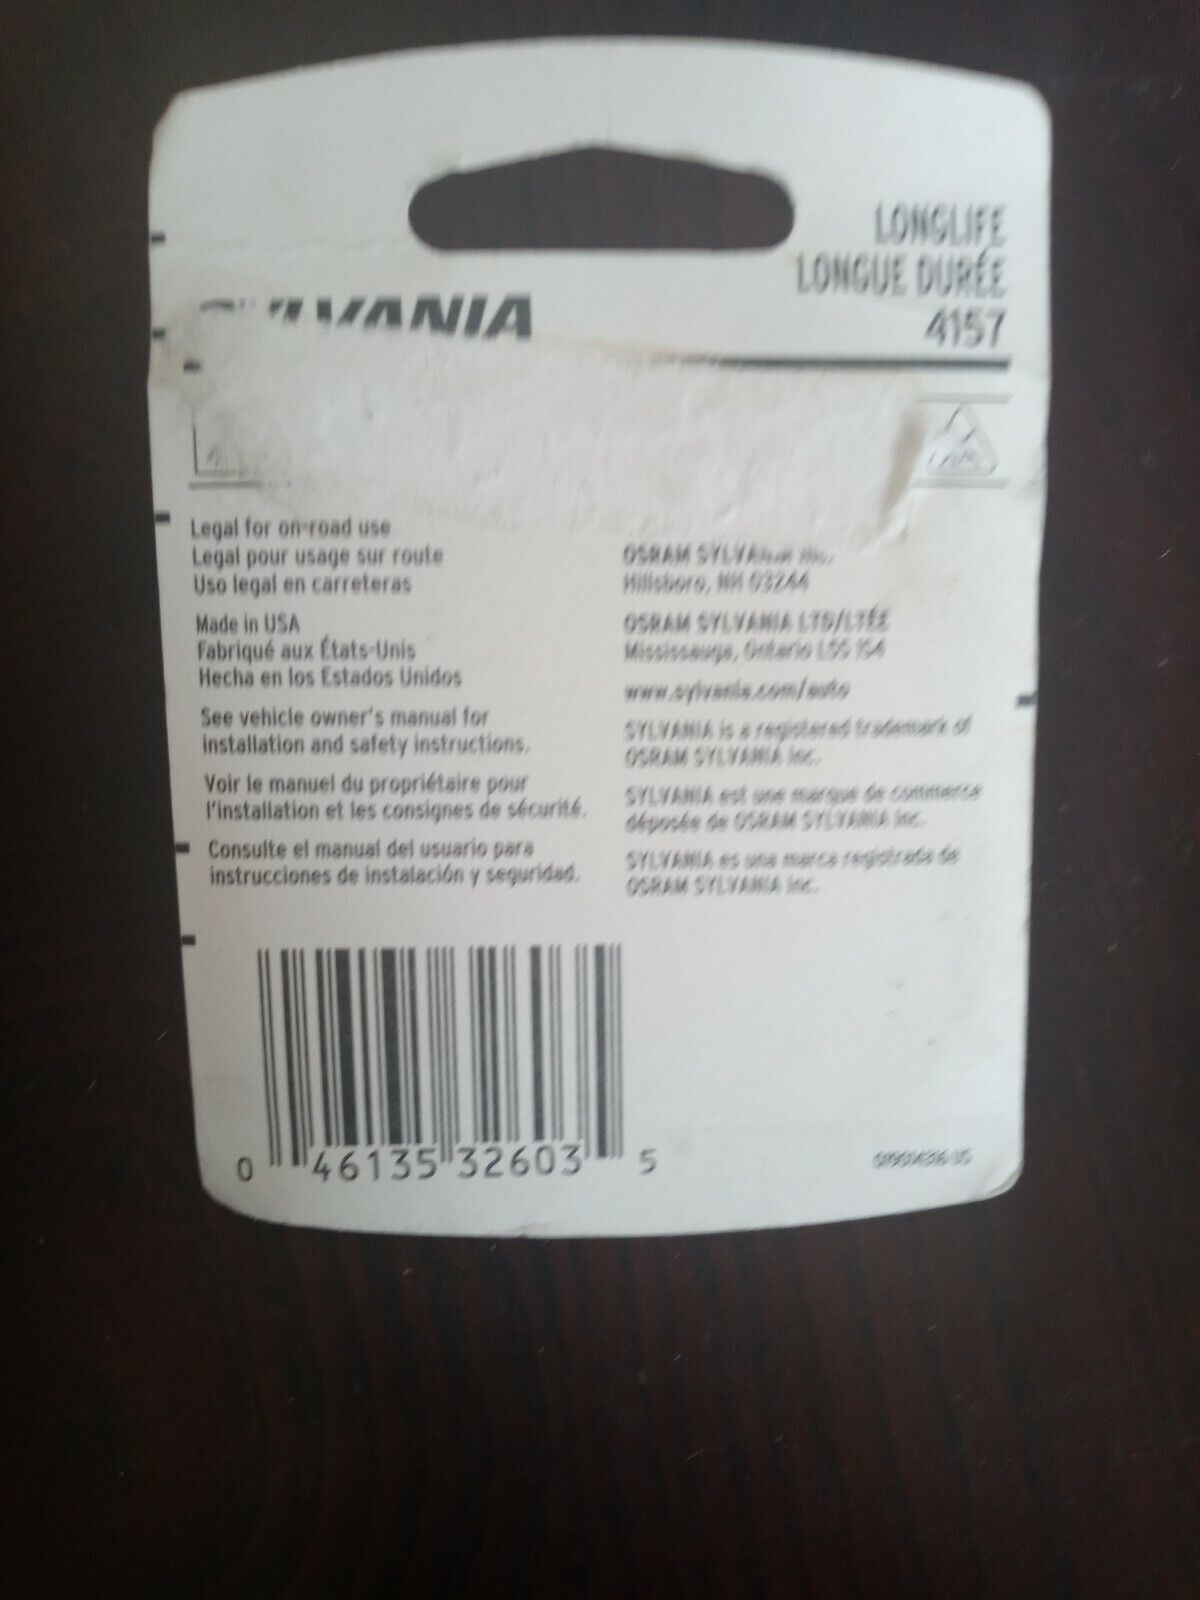 LONGLIFE
LONGUE DURÉE
4157
SYLVANIA
Legal for on-road use
Legal pour usage sur route
Uso legal en carreteras
Made in USA
Fabriqué aux États-Unis
Hecha en los Estados Unidos
See vehicle owner's manual for
installation and safety instructions.
Voir le manuel du propriétaire pour
l'installation et les consignes de sécurité.
Consulte el manual del usuario para
instrucciones de instalación y seguridad.
OSRAM SYLVANIA Inc.
Hillsboro, NH 03244
OSRAM SYLVANIA LTD/LTÉE
Mississauga, Ontario
www.sylvania.com/auto
SYLVANIA is a registered trademark of
OSRAM SYLVANIA Inc.
SYLVANIA est une marque de commerce
déposée de OSRAM SYLVANIA Inc.
SYLVANIA es una marca registrada de
OSRAM SYLVANIA Inc.
0 46135 32603 5